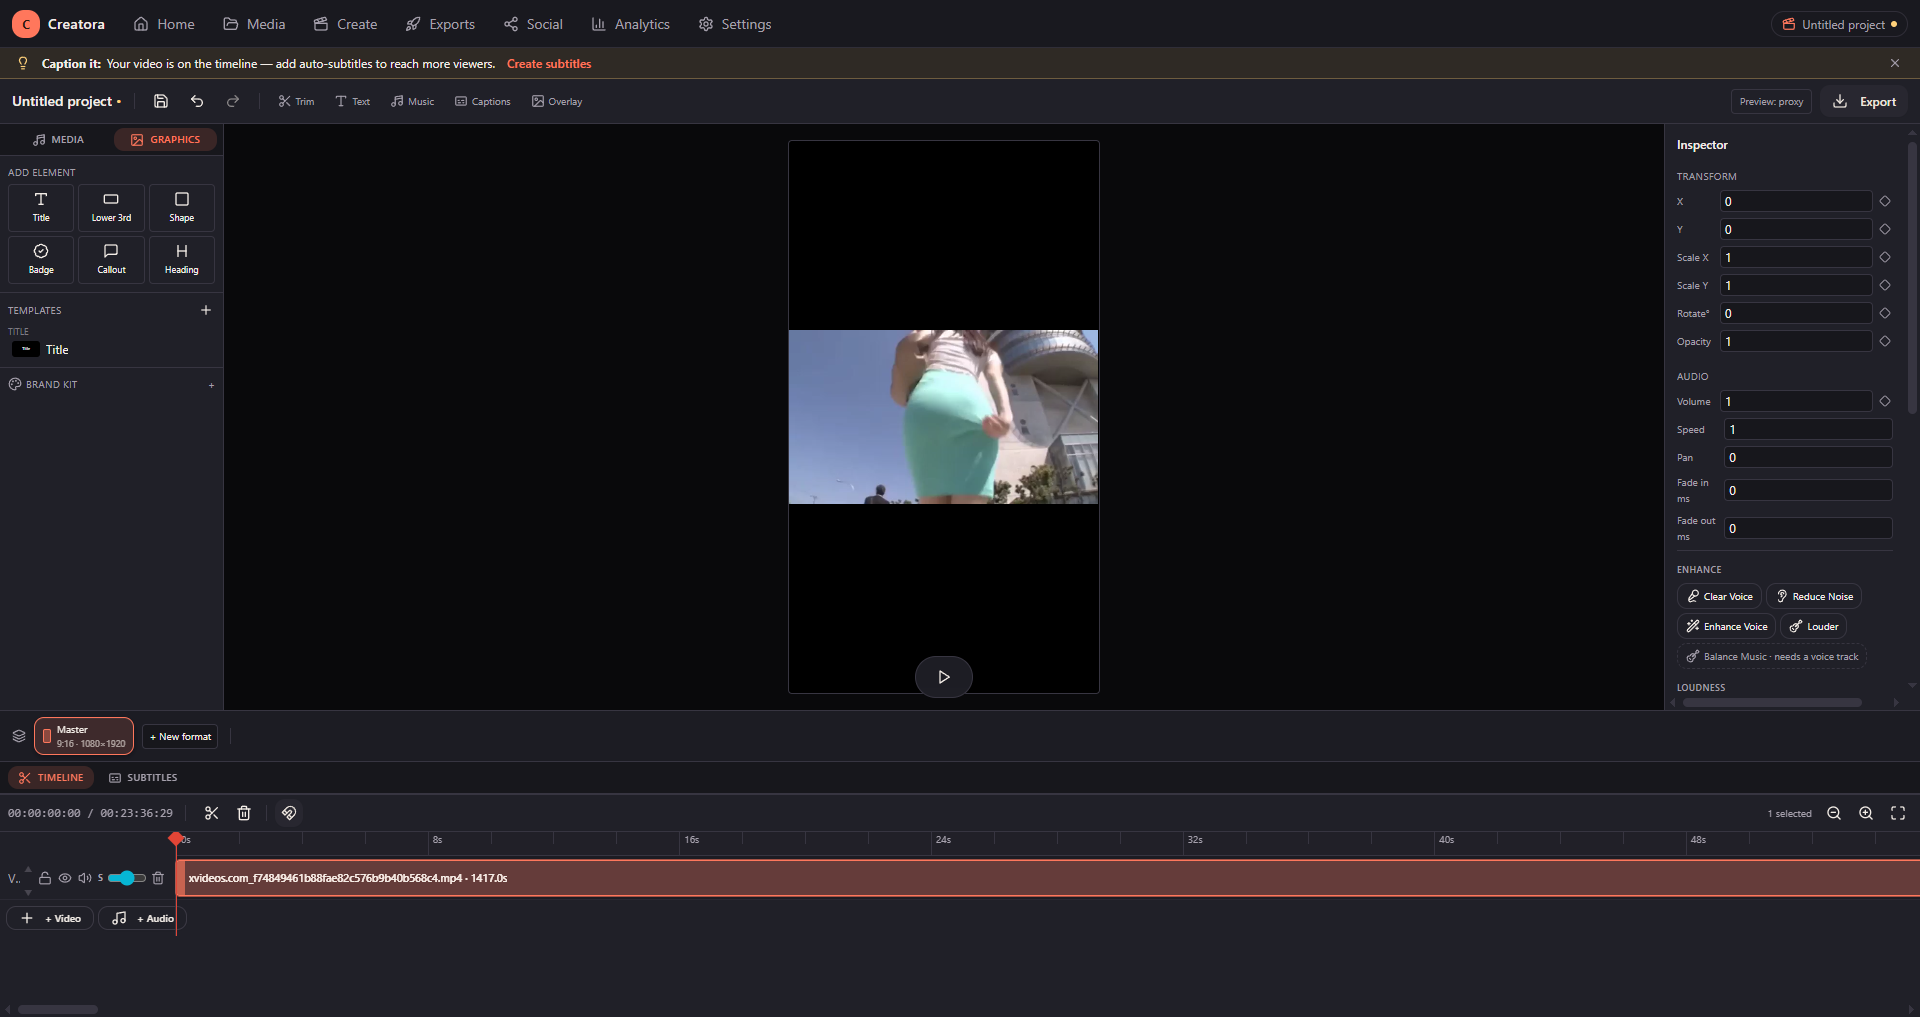 C Creatora Home Media Create Exports Social Analytics Settings Untitled project
Caption it: Your video is on the timeline — add auto-subtitles to reach more viewers. Create subtitles
Untitled project • Trim Text Music Captions Overlay Preview: proxy Export
MEDIA GRAPHICS
ADD ELEMENT
Title Lower 3rd Shape
Badge Callout Heading
TEMPLATES +
TITLE
Title Title
BRAND KIT +
Inspector
TRANSFORM
X 0
Y 0
Scale X 1
Scale Y 1
Rotate° 0
Opacity 1
AUDIO
Volume 1
Speed 1
Pan 0
Fade in ms 0
Fade out ms 0
ENHANCE
Clear Voice Reduce Noise
Enhance Voice Louder
Balance Music · needs a voice track
LOUDNESS
Master
9:16 · 1080×1920
+ New format
TIMELINE SUBTITLES
00:00:00:00 / 00:23:36:29 1 selected
0s 8s 16s 24s 32s 40s 48s
V.. S xvideos.com_f74849461b88fae82c576b9b40b568c4.mp4 · 1417.0s
+ Video + Audio